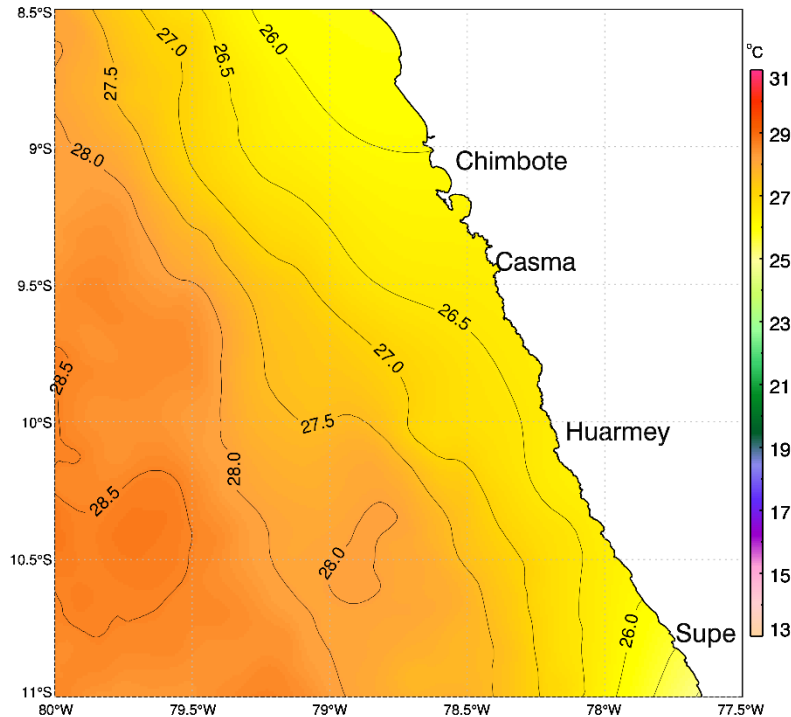 8.5°S
9°S
9.5°S
10°S
10.5°S
11°S
80°W
79.5°W
79°W
78.5°W
78°W
77.5°W
27.0
26.0
26.5
27.5
28.0
Chimbote
Casma
26.5
27.0
28.5
27.5
Huarmey
28.0
28.5
28.0
26.0
Supe
°C
31
29
27
25
23
21
19
17
15
13